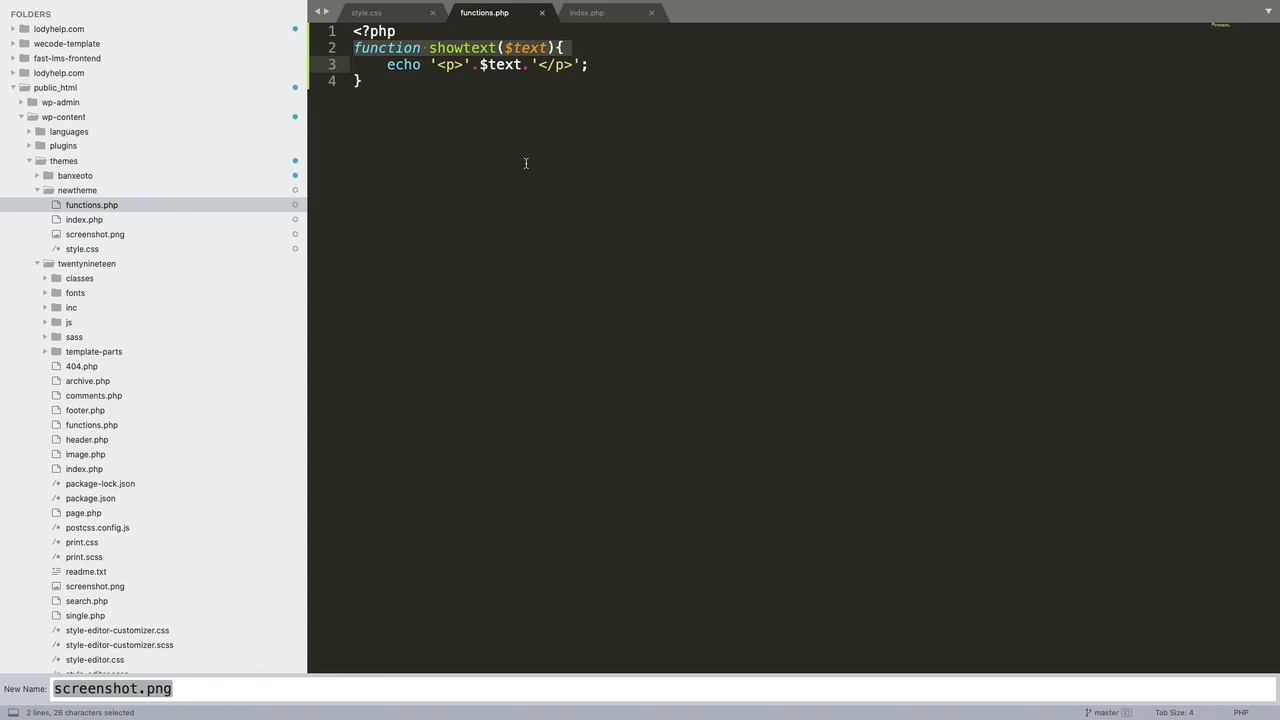 FOLDERS
lodyhelp.com
wecode-template
fast-lms-frontend
lodyhelp.com
public_html
wp-admin
wp-content
languages
plugins
themes
banxeoto
newtheme
functions.php
index.php
screenshot.png
/* style.css
twentynineteen
classes
fonts
inc
js
sass
template-parts
404.php
archive.php
comments.php
footer.php
functions.php
header.php
image.php
index.php
/* package-lock.json
/* package.json
page.php
/* postcss.config.js
/* print.css
/* print.scss
readme.txt
screenshot.png
search.php
single.php
/* style-editor-customizer.css
/* style-editor-customizer.scss
/* style-editor.css
style.css functions.php index.php
1 <?php
2 function showtext($text){
3 echo '<p>'.$text.'</p>';
4 }
New Name: screenshot.png
2 lines, 26 characters selected
master 21 Tab Size: 4 PHP